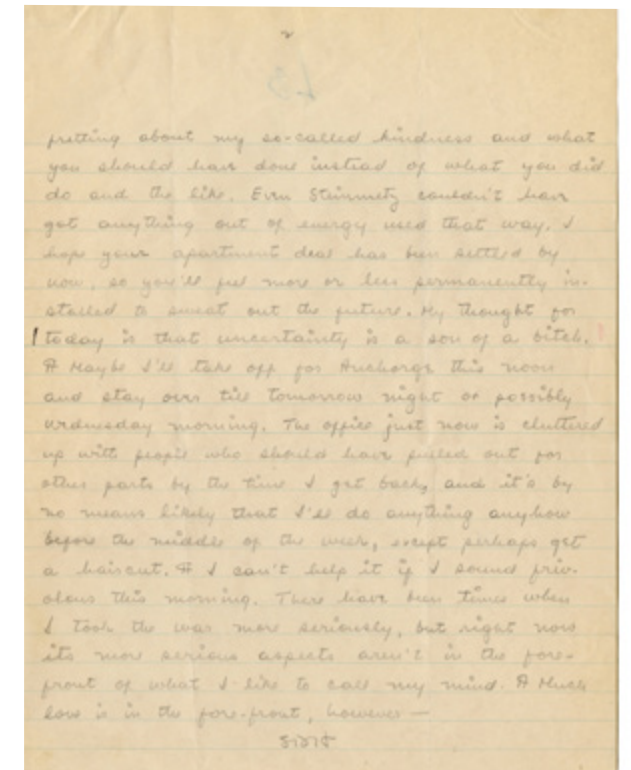 2
fretting about my so-called kindness and what
you should have done instead of what you did
do and the like. Even Steinmetz couldn't have
got anything out of energy used that way. I
hope your apartment deal has been settled by
now, so you'll feel more or less permanently in-
stalled to sweat out the future. My thought for
today is that uncertainty is a son of a bitch.
¶ Maybe I'll take off for Anchorage this noon
and stay over till tomorrow night or possibly
Wednesday morning. The office just now is cluttered
up with people who should have pulled out for
other parts by the time I get back, and it's by
no means likely that I'll do anything anyhow
before the middle of the week, except perhaps get
a haircut. ¶ I can't help it if I sound friv-
olous this morning. There have been times when
I took the war more seriously, but right now
its more serious aspects aren't in the fore-
front of what I like to call my mind. ¶ Much
love is in the fore-front, however —